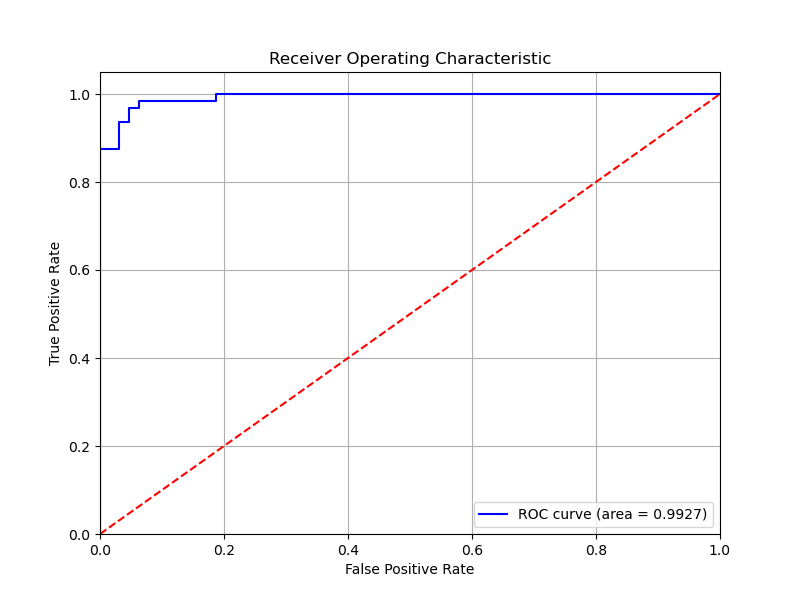 Receiver Operating Characteristic
True Positive Rate
1.0
0.8
0.6
0.4
0.2
0.0
ROC curve (area = 0.9927)
0.0 0.2 0.4 0.6 0.8 1.0
False Positive Rate